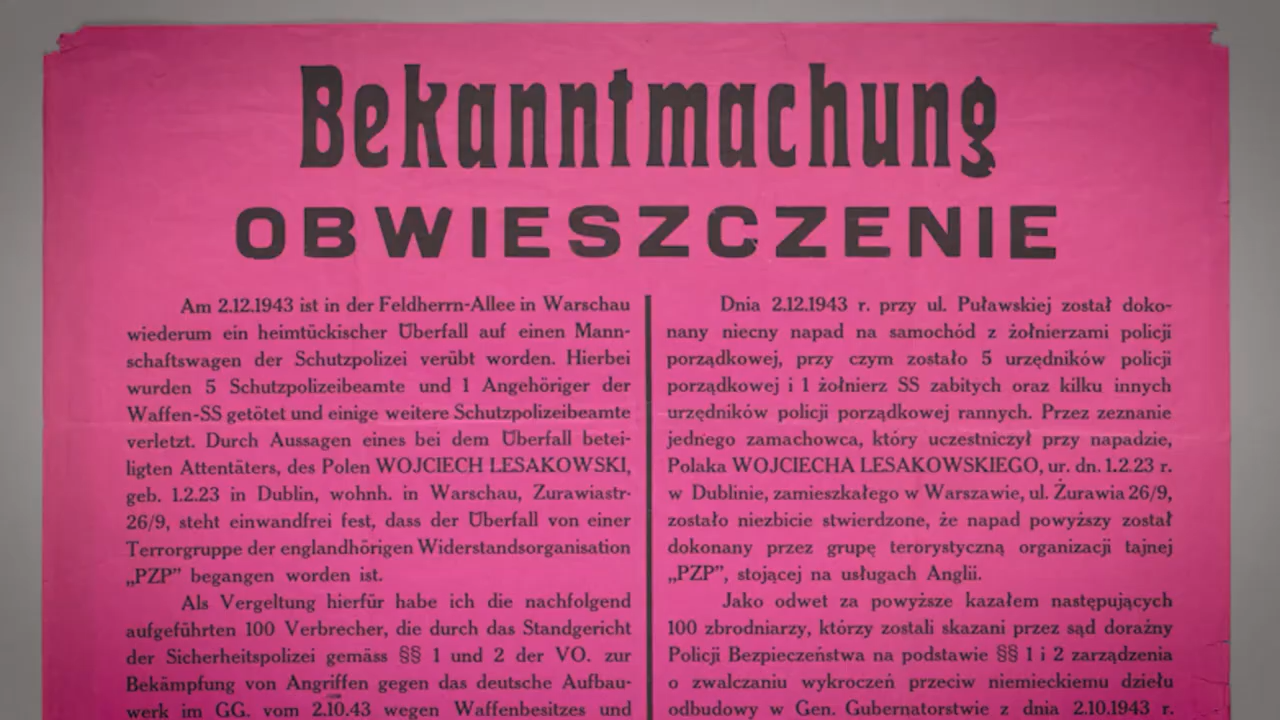 Bekanntmachung
OBWIESZCZENIE
Am 2.12.1943 ist in der Feldherrn-Allee in Warschau
wiederum ein heimtückischer Überfall auf einen Mann-
schaftswagen der Schutzpolizei verübt worden. Hierbei
wurden 5 Schutzpolizeibeamte und 1 Angehöriger der
Waffen-SS getötet und einige weitere Schutzpolizeibeamte
verletzt. Durch Aussagen eines bei dem Überfall betei-
ligten Attentäters, des Polen WOJCIECH LESAKOWSKI,
geb. 1.2.23 in Dublin, wohnh. in Warschau, Zurawiastr-
26/9, steht einwandfrei fest, dass der Überfall von einer
Terrorgruppe der englandhörigen Widerstandsorganisation
„PZP” begangen worden ist.
Als Vergeltung hierfür habe ich die nachfolgend
aufgeführten 100 Verbrecher, die durch das Standgericht
der Sicherheitspolizei gemäss §§ 1 und 2 der VO. zur
Bekämpfung von Angriffen gegen das deutsche Aufbau-
werk im GG. vom 2.10.43 wegen Waffenbesitzes und
Dnia 2.12.1943 r. przy ul. Puławskiej został doko-
nany niecny napad na samochód z żołnierzami policji
porządkowej, przy czym zostało 5 urzędników policji
porządkowej i 1 żołnierz SS zabitych oraz kilku innych
urzędników policji porządkowej rannych. Przez zeznanie
jednego zamachowca, który uczestniczył przy napadzie,
Polaka WOJCIECHA LESAKOWSKIEGO, ur. dn. 1.2.23 r.
w Dublinie, zamieszkałego w Warszawie, ul. Żurawia 26/9,
zostało niezbicie stwierdzone, że napad powyższy został
dokonany przez grupę terorystyczną organizacji tajnej
„PZP”, stojącej na usługach Anglii.
Jako odwet za powyższe kazałem następujących
100 zbrodniarzy, którzy zostali skazani przez sąd doraźny
Policji Bezpieczeństwa na podstawie §§ 1 i 2 zarządzenia
o zwalczaniu wykroczeń przeciw niemieckiemu dziełu
odbudowy w Gen. Gubernatorstwie z dnia 2.10.1943 r.